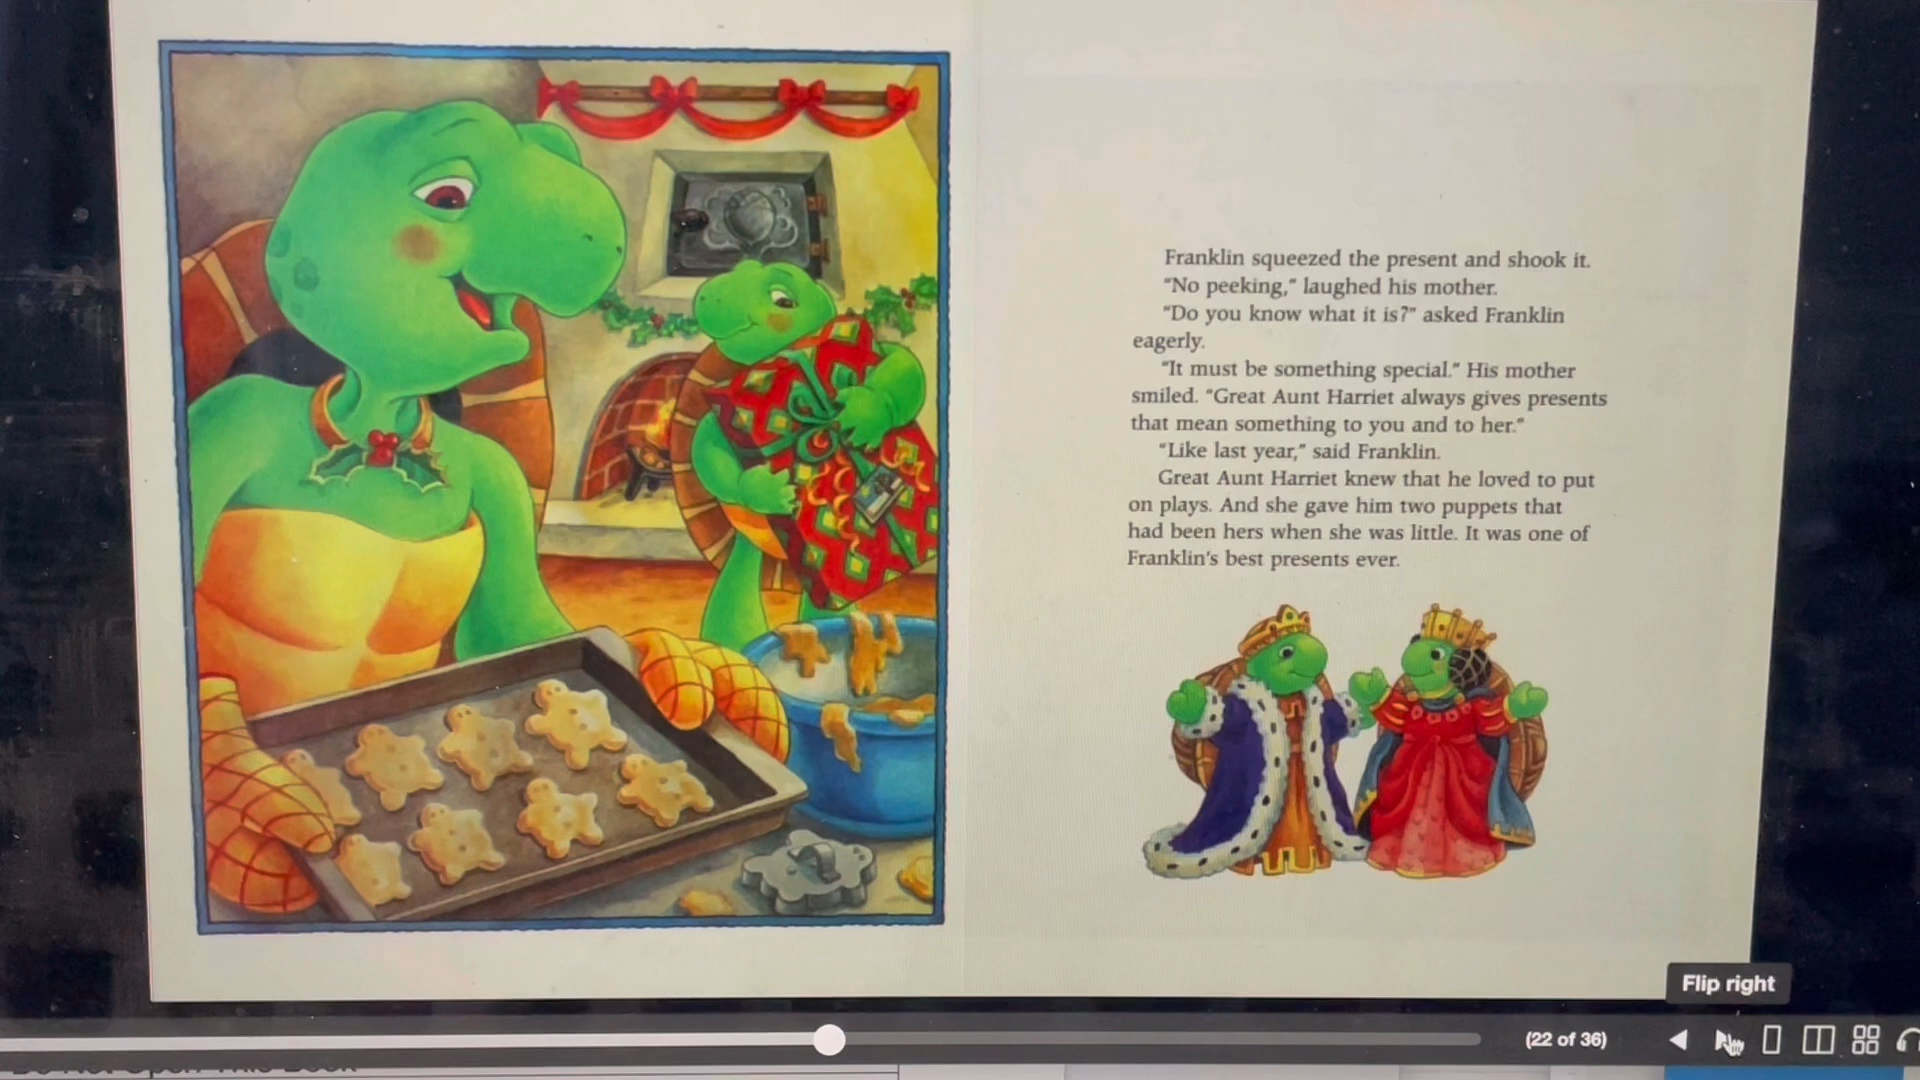 Franklin squeezed the present and shook it.
"No peeking," laughed his mother.
"Do you know what it is?" asked Franklin
eagerly.
"It must be something special." His mother
smiled. "Great Aunt Harriet always gives presents
that mean something to you and to her."
"Like last year," said Franklin.
Great Aunt Harriet knew that he loved to put
on plays. And she gave him two puppets that
had been hers when she was little. It was one of
Franklin's best presents ever.
Flip right
(22 of 36)